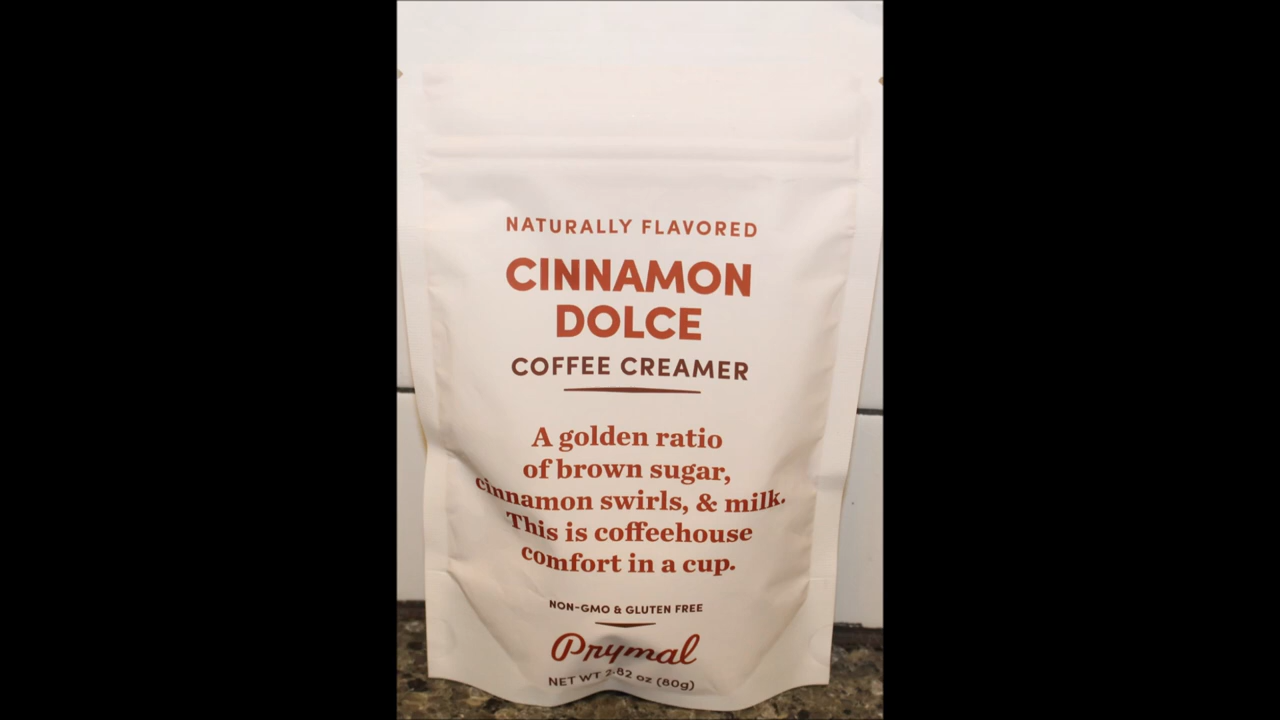 NATURALLY FLAVORED
CINNAMON
DOLCE
COFFEE CREAMER
A golden ratio
of brown sugar,
cinnamon swirls, & milk.
This is coffeehouse
comfort in a cup.
NON-GMO & GLUTEN FREE
Prymal
NET WT 2.82 oz (80g)